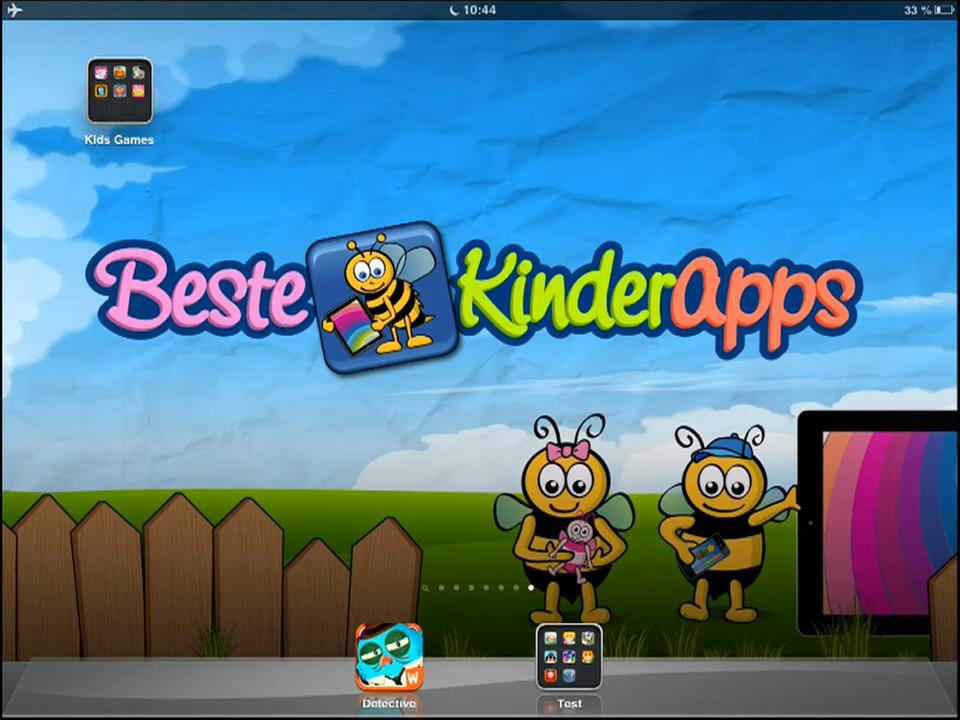 10:44
33 %
Kids Games
Beste KinderApps
W
Detective
Test